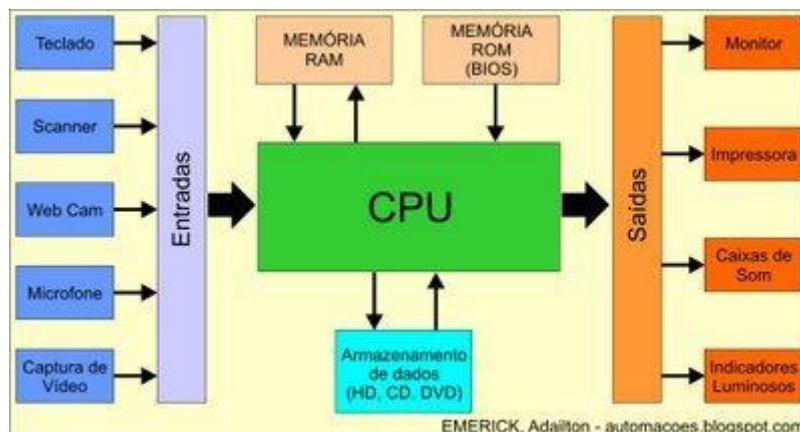 Teclado
Scanner
Web Cam
Microfone
Captura de
Vídeo
Entradas
MEMÓRIA
RAM
MEMÓRIA
ROM
(BIOS)
CPU
Armazenamento
de dados
(HD, CD. DVD)
Saídas
Monitor
Impressora
Caixas de
Som
Indicadores
Luminosos
EMERICK, Adailton - automacoes.blogspot.com